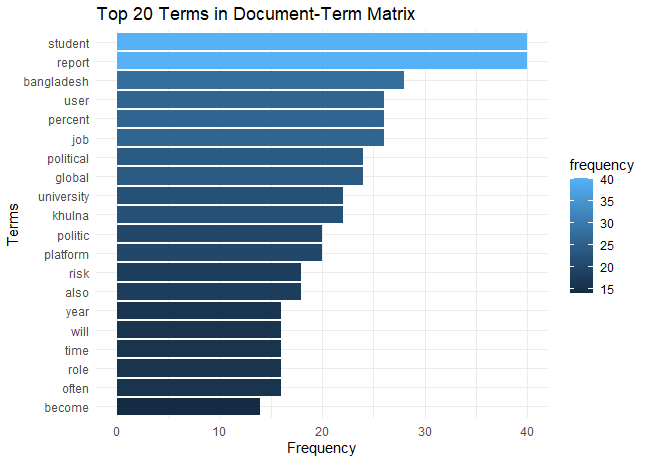 Top 20 Terms in Document-Term Matrix
Terms
student
report
bangladesh
user
percent
job
political
global
university
khulna
politic
platform
risk
also
year
will
time
role
often
become
0 10 20 30 40
Frequency
frequency
40
35
30
25
20
15